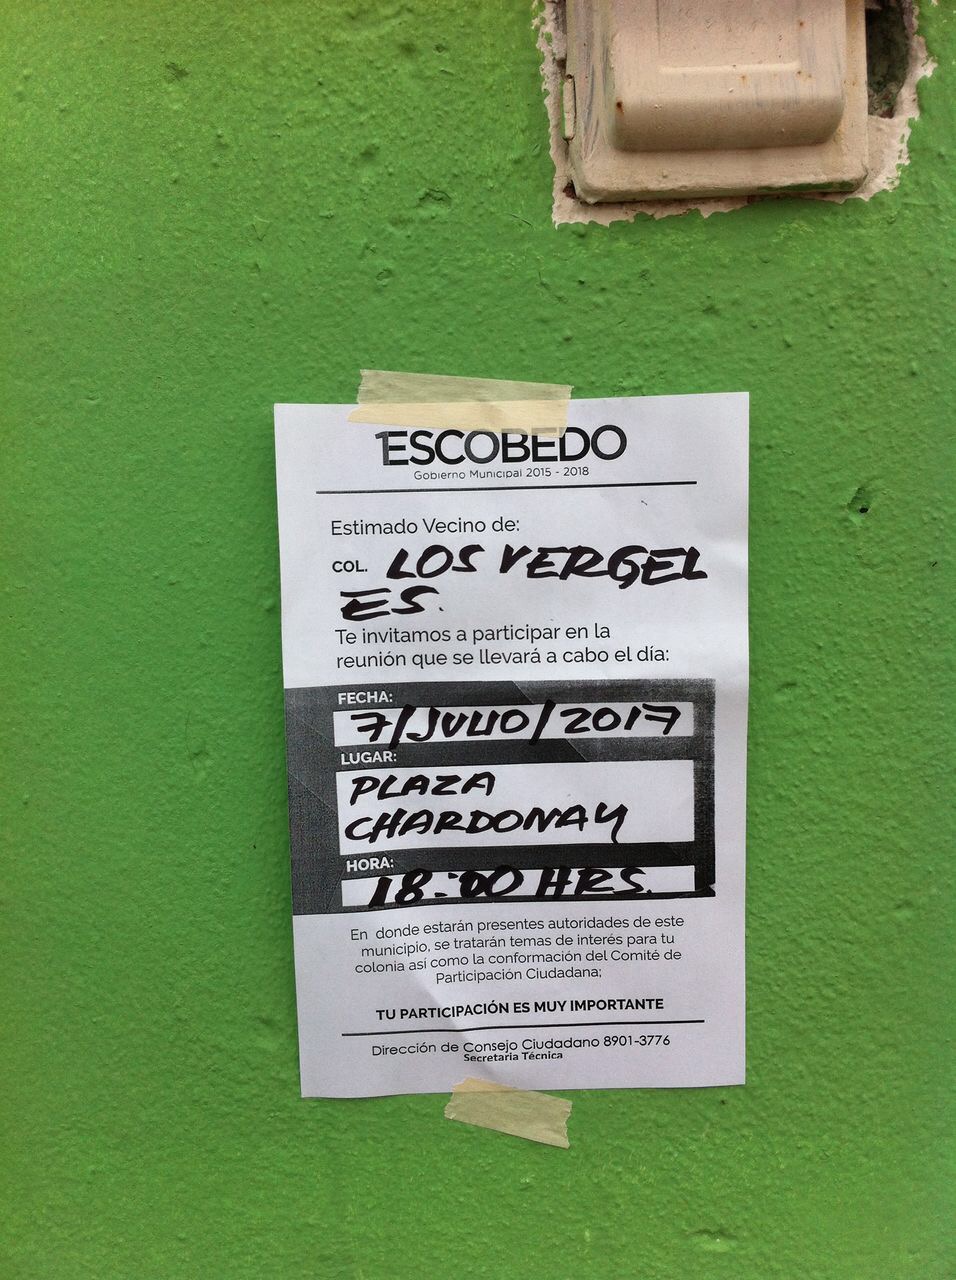 1ESCOBEDO
Gobierno Municipal 2015 - 2018
Estimado Vecino de:
COL. LOS VERGEL
ES.
Te invitamos a participar en la
reunión que se llevará a cabo el día:
FECHA:
7/JULIO/2017
LUGAR:
PLAZA
CHARDONAY
HORA:
18:00 HRS.
En donde estarán presentes autoridades de este
municipio, se tratarán temas de interés para tu
colonia así como la conformación del Comité de
Participación Ciudadana;
TU PARTICIPACIÓN ES MUY IMPORTANTE
Dirección de Consejo Ciudadano 8901-3776
Secretaria Técnica